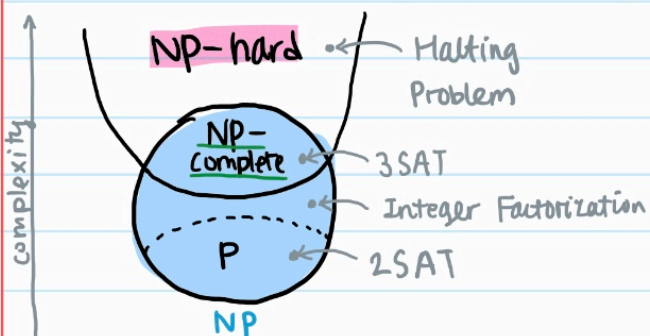 NP-hard
Halting
Problem
NP-
Complete
3SAT
Integer Factorization
P
2SAT
NP
complexity